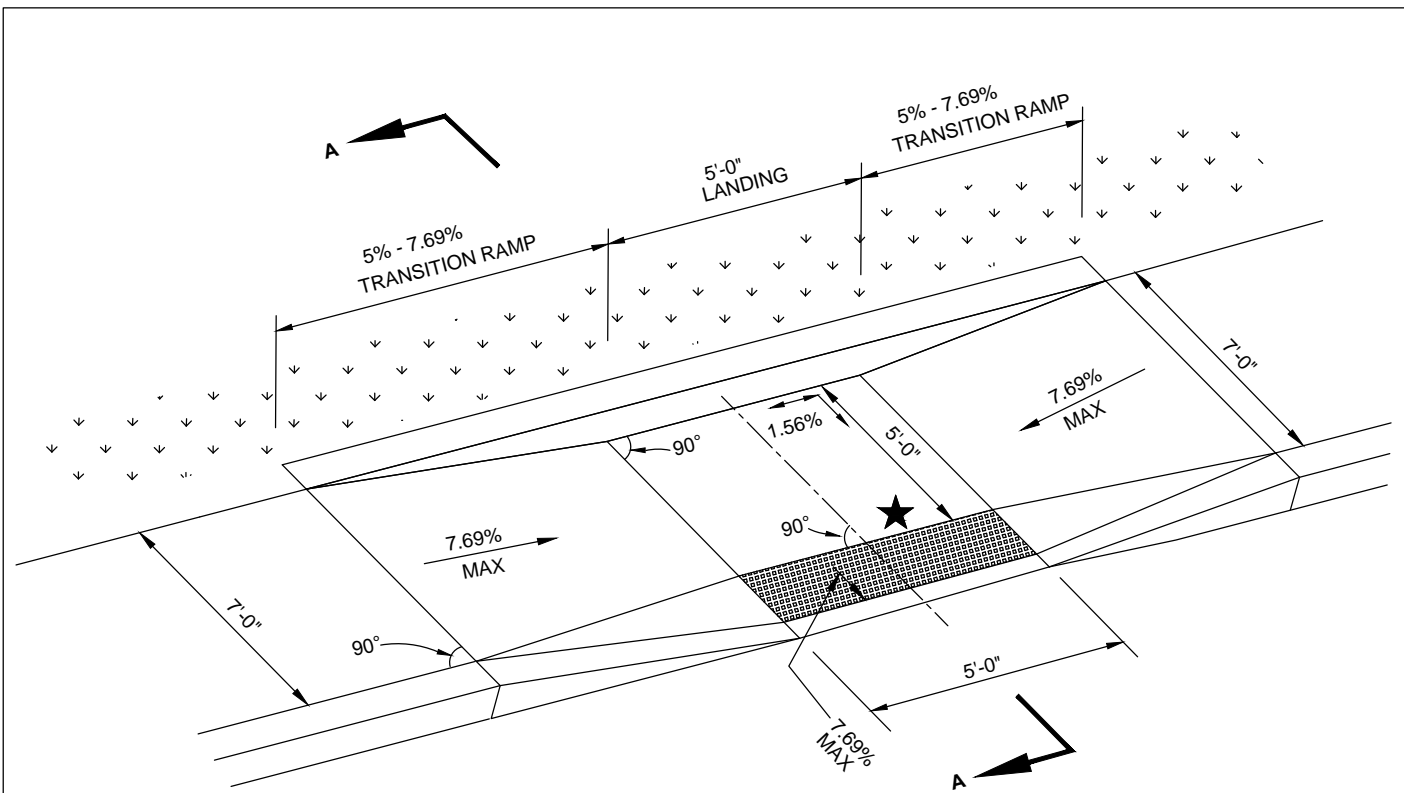 5% - 7.69%
TRANSITION RAMP
A
5'-0"
LANDING
5% - 7.69%
TRANSITION RAMP
7'-0"
7.69%
MAX
1.56%
90°
5'-0"
90°
7.69%
MAX
7'-0"
90°
5'-0"
7.69%
MAX
A